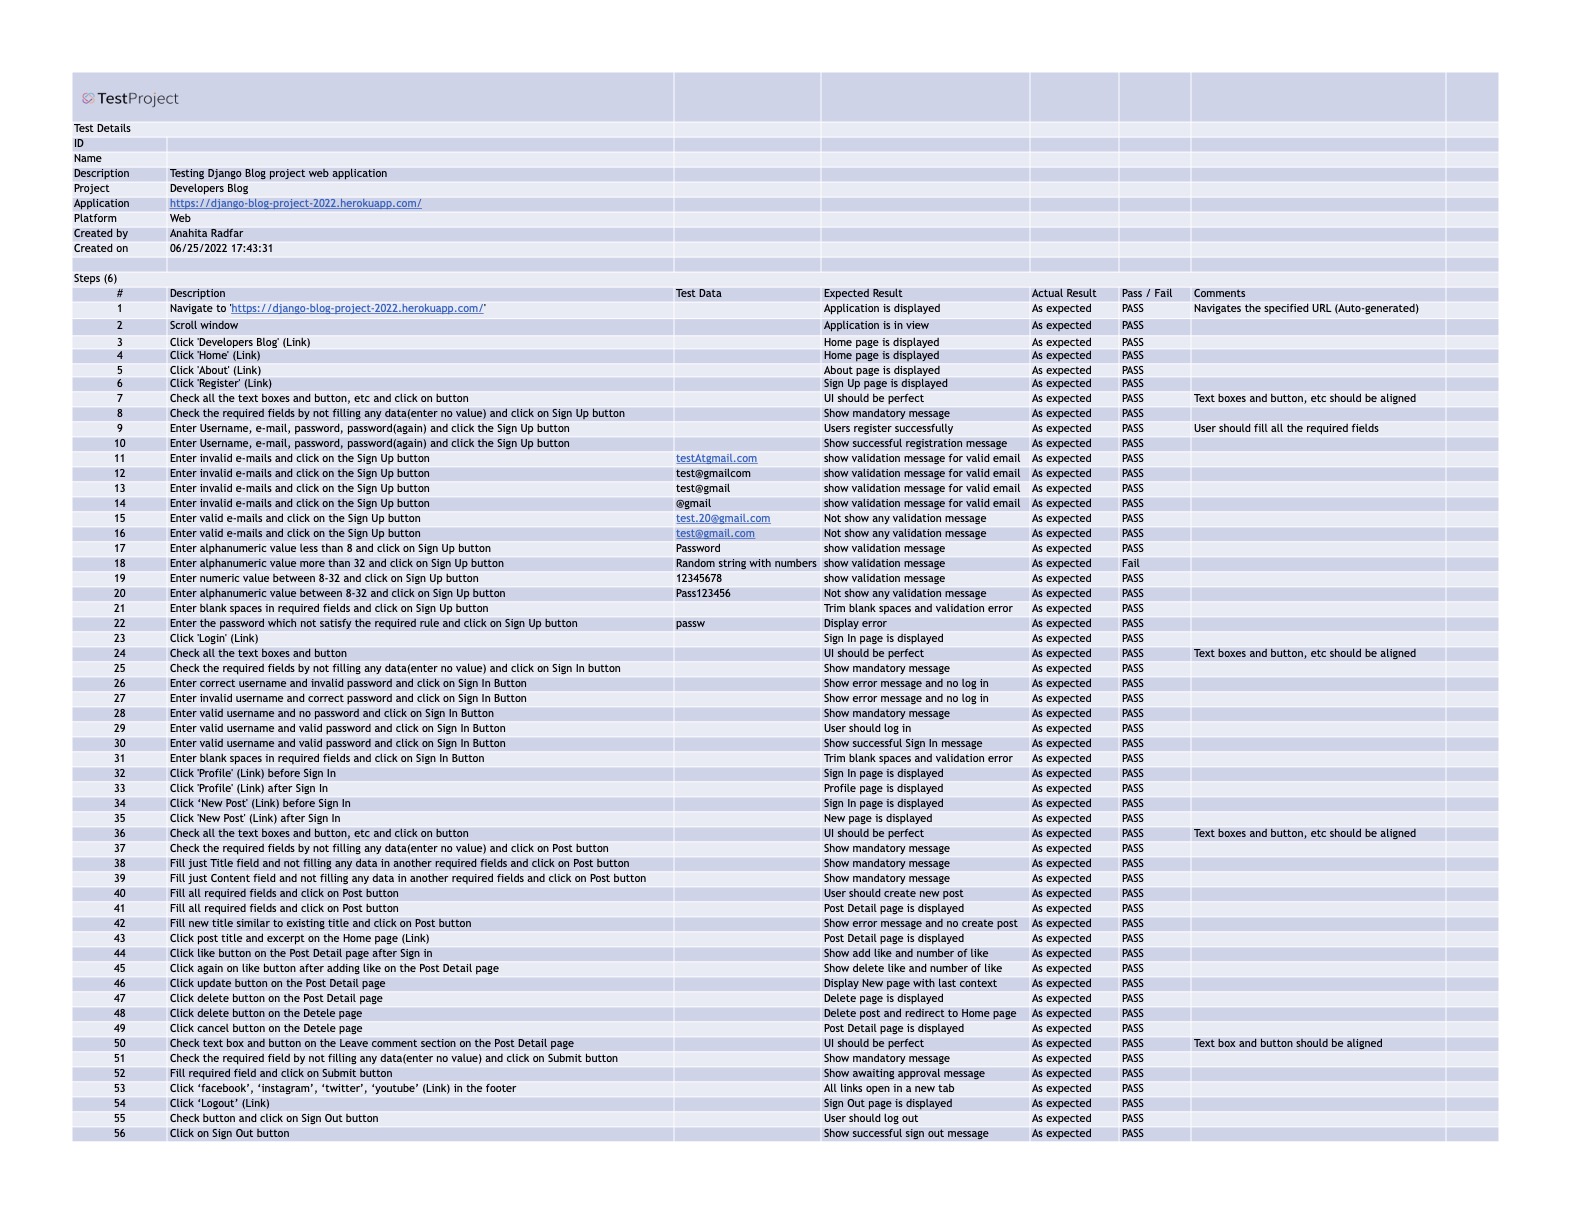 TestProject
Test Details
ID
Name
Description Testing Django Blog project web application
Project Developers Blog
Application https://django-blog-project-2022.herokuapp.com/
Platform Web
Created by Anahita Radfar
Created on 06/25/2022 17:43:31
Steps (6)
# Description Test Data Expected Result Actual Result Pass / Fail Comments
1 Navigate to 'https://django-blog-project-2022.herokuapp.com/' Application is displayed As expected PASS Navigates the specified URL (Auto-generated)
2 Scroll window Application is in view As expected PASS
3 Click 'Developers Blog' (Link) Home page is displayed As expected PASS
4 Click 'Home' (Link) Home page is displayed As expected PASS
5 Click 'About' (Link) About page is displayed As expected PASS
6 Click 'Register' (Link) Sign Up page is displayed As expected PASS
7 Check all the text boxes and button, etc and click on button UI should be perfect As expected PASS Text boxes and button, etc should be aligned
8 Check the required fields by not filling any data(enter no value) and click on Sign Up button Show mandatory message As expected PASS
9 Enter Username, e-mail, password, password(again) and click the Sign Up button Users register successfully As expected PASS User should fill all the required fields
10 Enter Username, e-mail, password, password(again) and click the Sign Up button Show successful registration message As expected PASS
11 Enter invalid e-mails and click on the Sign Up button testAtgmail.com show validation message for valid email As expected PASS
12 Enter invalid e-mails and click on the Sign Up button test@gmailcom show validation message for valid email As expected PASS
13 Enter invalid e-mails and click on the Sign Up button test@gmail show validation message for valid email As expected PASS
14 Enter invalid e-mails and click on the Sign Up button @gmail show validation message for valid email As expected PASS
15 Enter valid e-mails and click on the Sign Up button test.20@gmail.com Not show any validation message As expected PASS
16 Enter valid e-mails and click on the Sign Up button test@gmail.com Not show any validation message As expected PASS
17 Enter alphanumeric value less than 8 and click on Sign Up button Password show validation message As expected PASS
18 Enter alphanumeric value more than 32 and click on Sign Up button Random string with numbers show validation message As expected Fail
19 Enter numeric value between 8-32 and click on Sign Up button 12345678 show validation message As expected PASS
20 Enter alphanumeric value between 8-32 and click on Sign Up button Pass123456 Not show any validation message As expected PASS
21 Enter blank spaces in required fields and click on Sign Up button Trim blank spaces and validation error As expected PASS
22 Enter the password which not satisfy the required rule and click on Sign Up button passw Display error As expected PASS
23 Click 'Login' (Link) Sign In page is displayed As expected PASS
24 Check all the text boxes and button UI should be perfect As expected PASS Text boxes and button, etc should be aligned
25 Check the required fields by not filling any data(enter no value) and click on Sign In button Show mandatory message As expected PASS
26 Enter correct username and invalid password and click on Sign In Button Show error message and no log in As expected PASS
27 Enter invalid username and correct password and click on Sign In Button Show error message and no log in As expected PASS
28 Enter valid username and no password and click on Sign In Button Show mandatory message As expected PASS
29 Enter valid username and valid password and click on Sign In Button User should log in As expected PASS
30 Enter valid username and valid password and click on Sign In Button Show successful Sign In message As expected PASS
31 Enter blank spaces in required fields and click on Sign In Button Trim blank spaces and validation error As expected PASS
32 Click 'Profile' (Link) before Sign In Sign In page is displayed As expected PASS
33 Click 'Profile' (Link) after Sign In Profile page is displayed As expected PASS
34 Click ‘New Post' (Link) before Sign In Sign In page is displayed As expected PASS
35 Click 'New Post' (Link) after Sign In New page is displayed As expected PASS
36 Check all the text boxes and button, etc and click on button UI should be perfect As expected PASS Text boxes and button, etc should be aligned
37 Check the required fields by not filling any data(enter no value) and click on Post button Show mandatory message As expected PASS
38 Fill just Title field and not filling any data in another required fields and click on Post button Show mandatory message As expected PASS
39 Fill just Content field and not filling any data in another required fields and click on Post button Show mandatory message As expected PASS
40 Fill all required fields and click on Post button User should create new post As expected PASS
41 Fill all required fields and click on Post button Post Detail page is displayed As expected PASS
42 Fill new title similar to existing title and click on Post button Show error message and no create post As expected PASS
43 Click post title and excerpt on the Home page (Link) Post Detail page is displayed As expected PASS
44 Click like button on the Post Detail page after Sign in Show add like and number of like As expected PASS
45 Click again on like button after adding like on the Post Detail page Show delete like and number of like As expected PASS
46 Click update button on the Post Detail page Display New page with last context As expected PASS
47 Click delete button on the Post Detail page Delete page is displayed As expected PASS
48 Click delete button on the Detele page Delete post and redirect to Home page As expected PASS
49 Click cancel button on the Detele page Post Detail page is displayed As expected PASS
50 Check text box and button on the Leave comment section on the Post Detail page UI should be perfect As expected PASS Text box and button should be aligned
51 Check the required field by not filling any data(enter no value) and click on Submit button Show mandatory message As expected PASS
52 Fill required field and click on Submit button Show awaiting approval message As expected PASS
53 Click ‘facebook’, ‘instagram’, ‘twitter’, ‘youtube’ (Link) in the footer All links open in a new tab As expected PASS
54 Click ‘Logout’ (Link) Sign Out page is displayed As expected PASS
55 Check button and click on Sign Out button User should log out As expected PASS
56 Click on Sign Out button Show successful sign out message As expected PASS